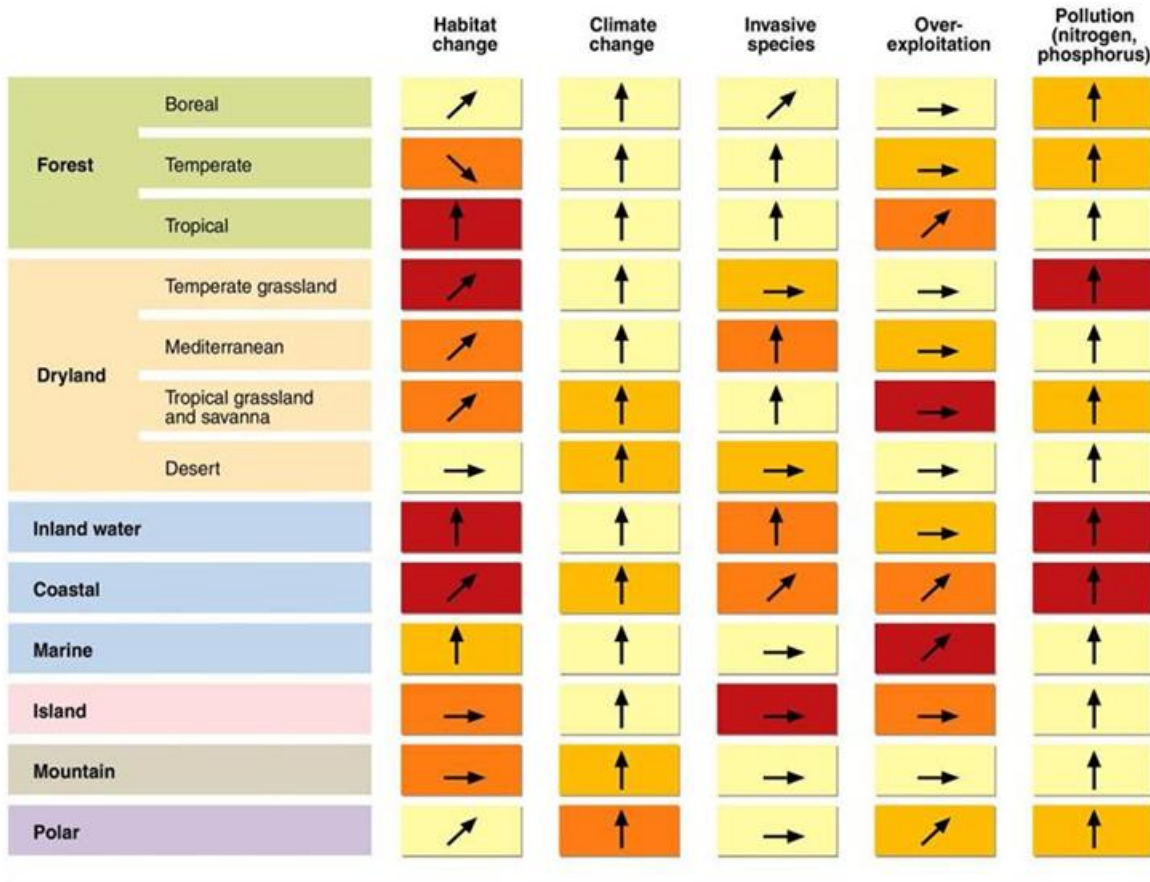 Habitat
change
Climate
change
Invasive
species
Over-
exploitation
Pollution
(nitrogen,
phosphorus)
Forest
Boreal
Temperate
Tropical
Dryland
Temperate grassland
Mediterranean
Tropical grassland
and savanna
Desert
Inland water
Coastal
Marine
Island
Mountain
Polar